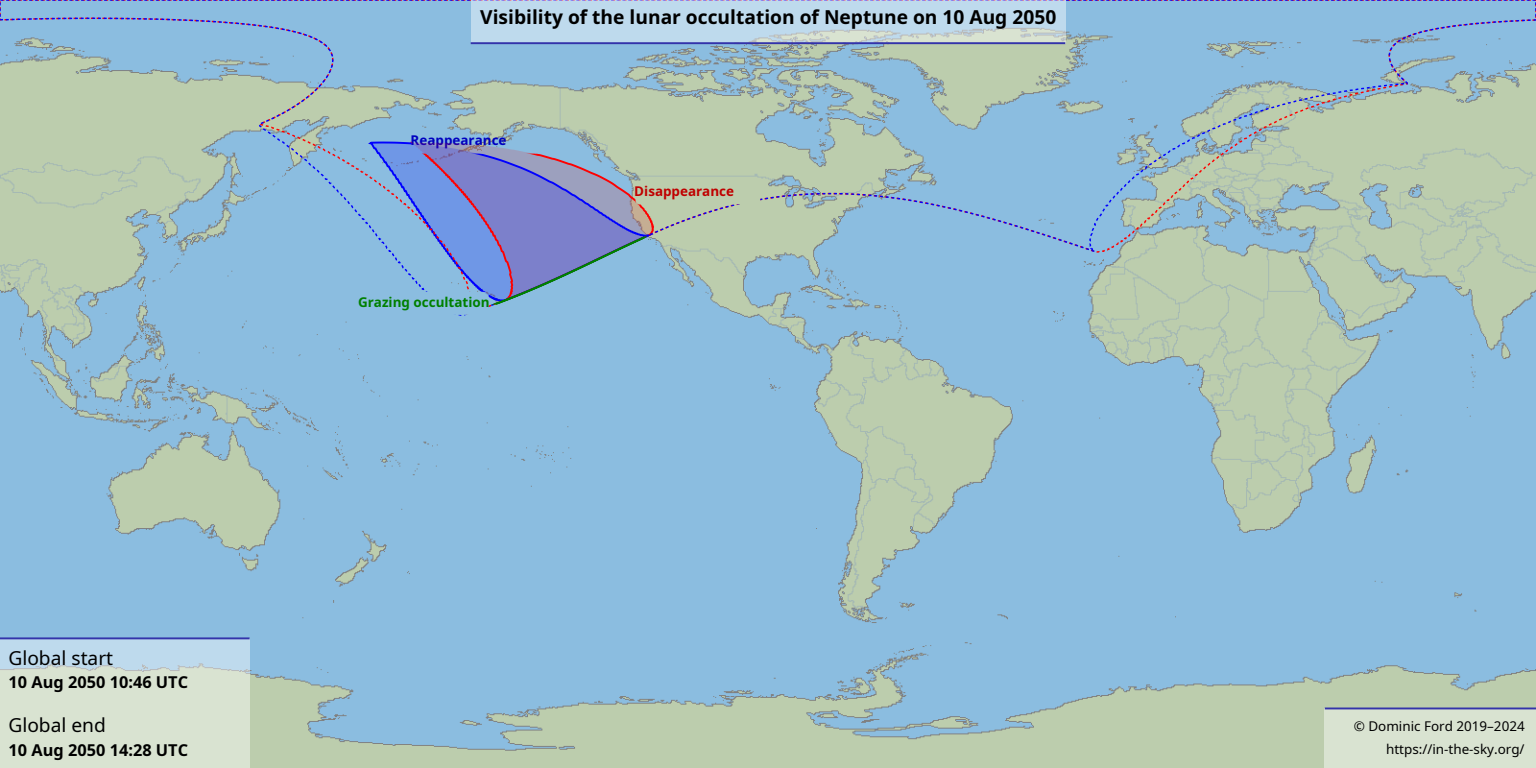 Visibility of the lunar occultation of Neptune on 10 Aug 2050
Reappearance
Disappearance
Grazing occultation
Global start
10 Aug 2050 10:46 UTC
Global end
10 Aug 2050 14:28 UTC
© Dominic Ford 2019–2024
https://in-the-sky.org/